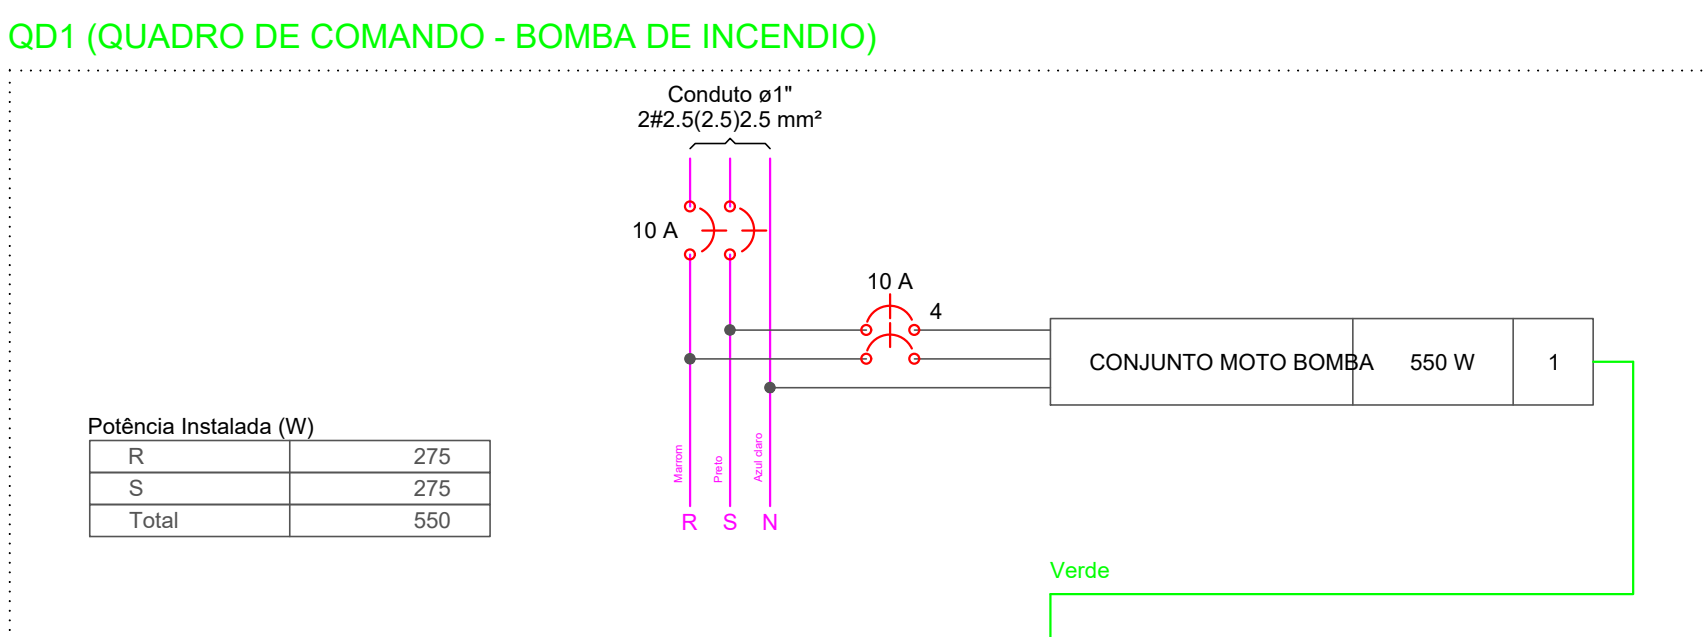 QD1 (QUADRO DE COMANDO - BOMBA DE INCENDIO)
Conduto ø1"
2#2.5(2.5)2.5 mm²
10 A
10 A
4
CONJUNTO MOTO BOMBA 550 W 1
Potência Instalada (W)
R 275
S 275
Total 550
Marrom
Preto
Azul claro
R S N
Verde